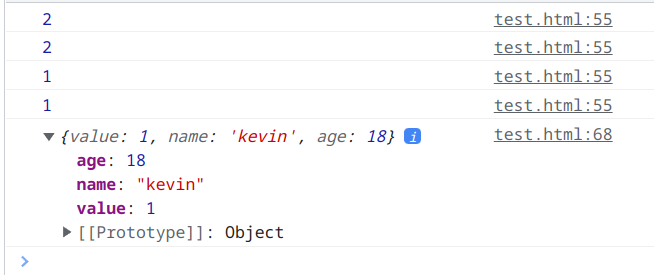 2 test.html:55
2 test.html:55
1 test.html:55
1 test.html:55
{value: 1, name: 'kevin', age: 18} i test.html:68
age: 18
name: "kevin"
value: 1
[[Prototype]]: Object